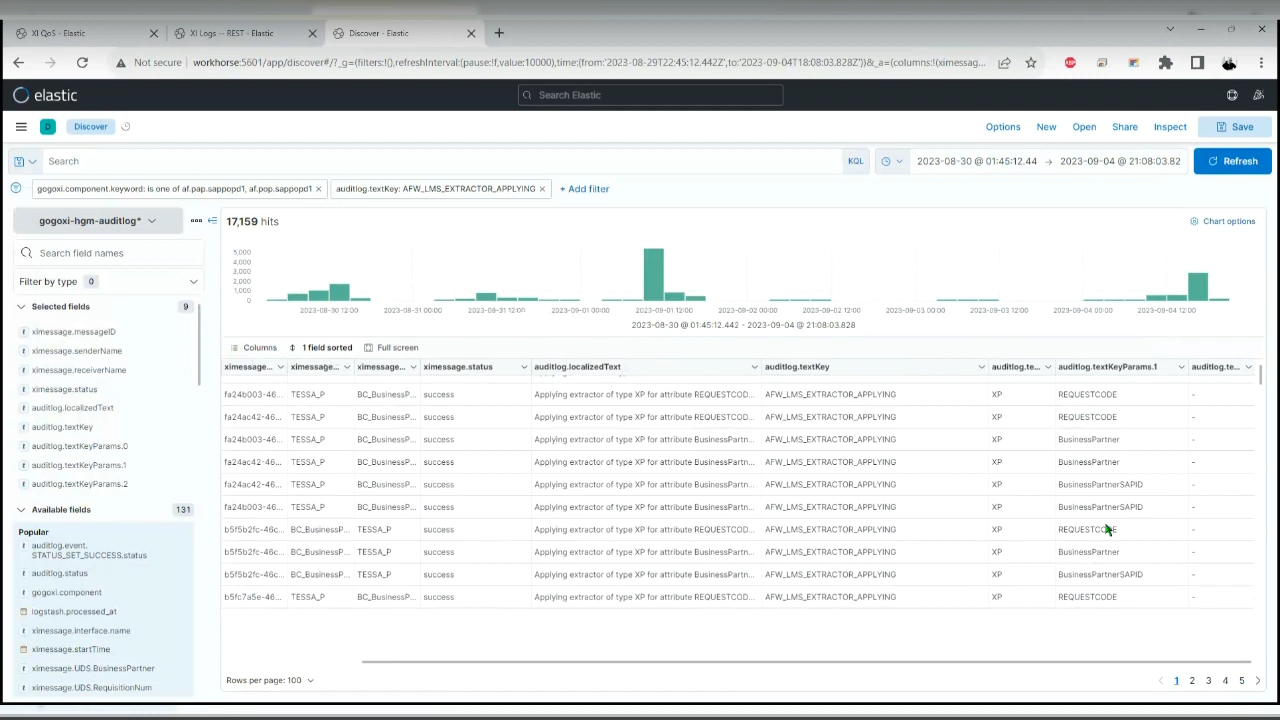 XI QoS - Elastic
XI Logs -- REST - Elastic
Discover - Elastic
Not secure
workhorse:5601/app/discover#/?_g=(filters:!(),refreshInterval:(pause:!f,value:10000),time:(from:'2023-08-29T22:45:12.442Z',to:'2023-09-04T18:08:03.828Z'))&_a=(columns:!(ximessag...
elastic
Search Elastic
D Discover
Options New Open Share Inspect Save
Search
KQL
2023-08-30 @ 01:45:12.44 → 2023-09-04 @ 21:08:03.82
Refresh
gogoxi.component.keyword: is one of af.pap.sappopd1, af.pop.sappopd1 ×
auditlog.textKey: AFW_LMS_EXTRACTOR_APPLYING ×
+ Add filter
gogoxi-hgm-auditlog*
Search field names
Filter by type 0
Selected fields 9
ximessage.messageID
ximessage.senderName
ximessage.receiverName
ximessage.status
auditlog.localizedText
auditlog.textKey
auditlog.textKeyParams.0
auditlog.textKeyParams.1
auditlog.textKeyParams.2
Available fields 131
Popular
auditlog.event.
STATUS_SET_SUCCESS.status
auditlog.status
gogoxi.component
logstash.processed_at
ximessage.interface.name
ximessage.startTime
ximessage.UDS.BusinessPartner
ximessage.UDS.RequisitionNum
17,159 hits
Chart options
5,000
4,000
3,000
2,000
1,000
0
2023-08-30 12:00 2023-08-31 00:00 2023-08-31 12:00 2023-09-01 00:00 2023-09-01 12:00 2023-09-02 00:00 2023-09-02 12:00 2023-09-03 00:00 2023-09-03 12:00 2023-09-04 00:00 2023-09-04 12:00
2023-08-30 @ 01:45:12.442 - 2023-09-04 @ 21:08:03.828
Columns 1 field sorted Full screen
ximessage... ximessage... ximessage... ximessage.status auditlog.localizedText auditlog.textKey auditlog.te... auditlog.textKeyParams.1 auditlog.te...
fa24b003-46... TESSA_P BC_BusinessP... success Applying extractor of type XP for attribute REQUESTCOD... AFW_LMS_EXTRACTOR_APPLYING XP REQUESTCODE -
fa24ac42-46... TESSA_P BC_BusinessP... success Applying extractor of type XP for attribute REQUESTCOD... AFW_LMS_EXTRACTOR_APPLYING XP REQUESTCODE -
fa24b003-46... TESSA_P BC_BusinessP... success Applying extractor of type XP for attribute BusinessPartn... AFW_LMS_EXTRACTOR_APPLYING XP BusinessPartner -
fa24ac42-46... TESSA_P BC_BusinessP... success Applying extractor of type XP for attribute BusinessPartn... AFW_LMS_EXTRACTOR_APPLYING XP BusinessPartner -
fa24ac42-46... TESSA_P BC_BusinessP... success Applying extractor of type XP for attribute BusinessPartn... AFW_LMS_EXTRACTOR_APPLYING XP BusinessPartnerSAPID -
fa24b003-46... TESSA_P BC_BusinessP... success Applying extractor of type XP for attribute BusinessPartn... AFW_LMS_EXTRACTOR_APPLYING XP BusinessPartnerSAPID -
b5f5b2fc-46c... BC_BusinessP... TESSA_P success Applying extractor of type XP for attribute REQUESTCOD... AFW_LMS_EXTRACTOR_APPLYING XP REQUESTCODE -
b5f5b2fc-46c... BC_BusinessP... TESSA_P success Applying extractor of type XP for attribute BusinessPartn... AFW_LMS_EXTRACTOR_APPLYING XP BusinessPartner -
b5f5b2fc-46c... BC_BusinessP... TESSA_P success Applying extractor of type XP for attribute BusinessPartn... AFW_LMS_EXTRACTOR_APPLYING XP BusinessPartnerSAPID -
b5fc7a5e-46... TESSA_P BC_BusinessP... success Applying extractor of type XP for attribute REQUESTCOD... AFW_LMS_EXTRACTOR_APPLYING XP REQUESTCODE -
Rows per page: 100
1 2 3 4 5